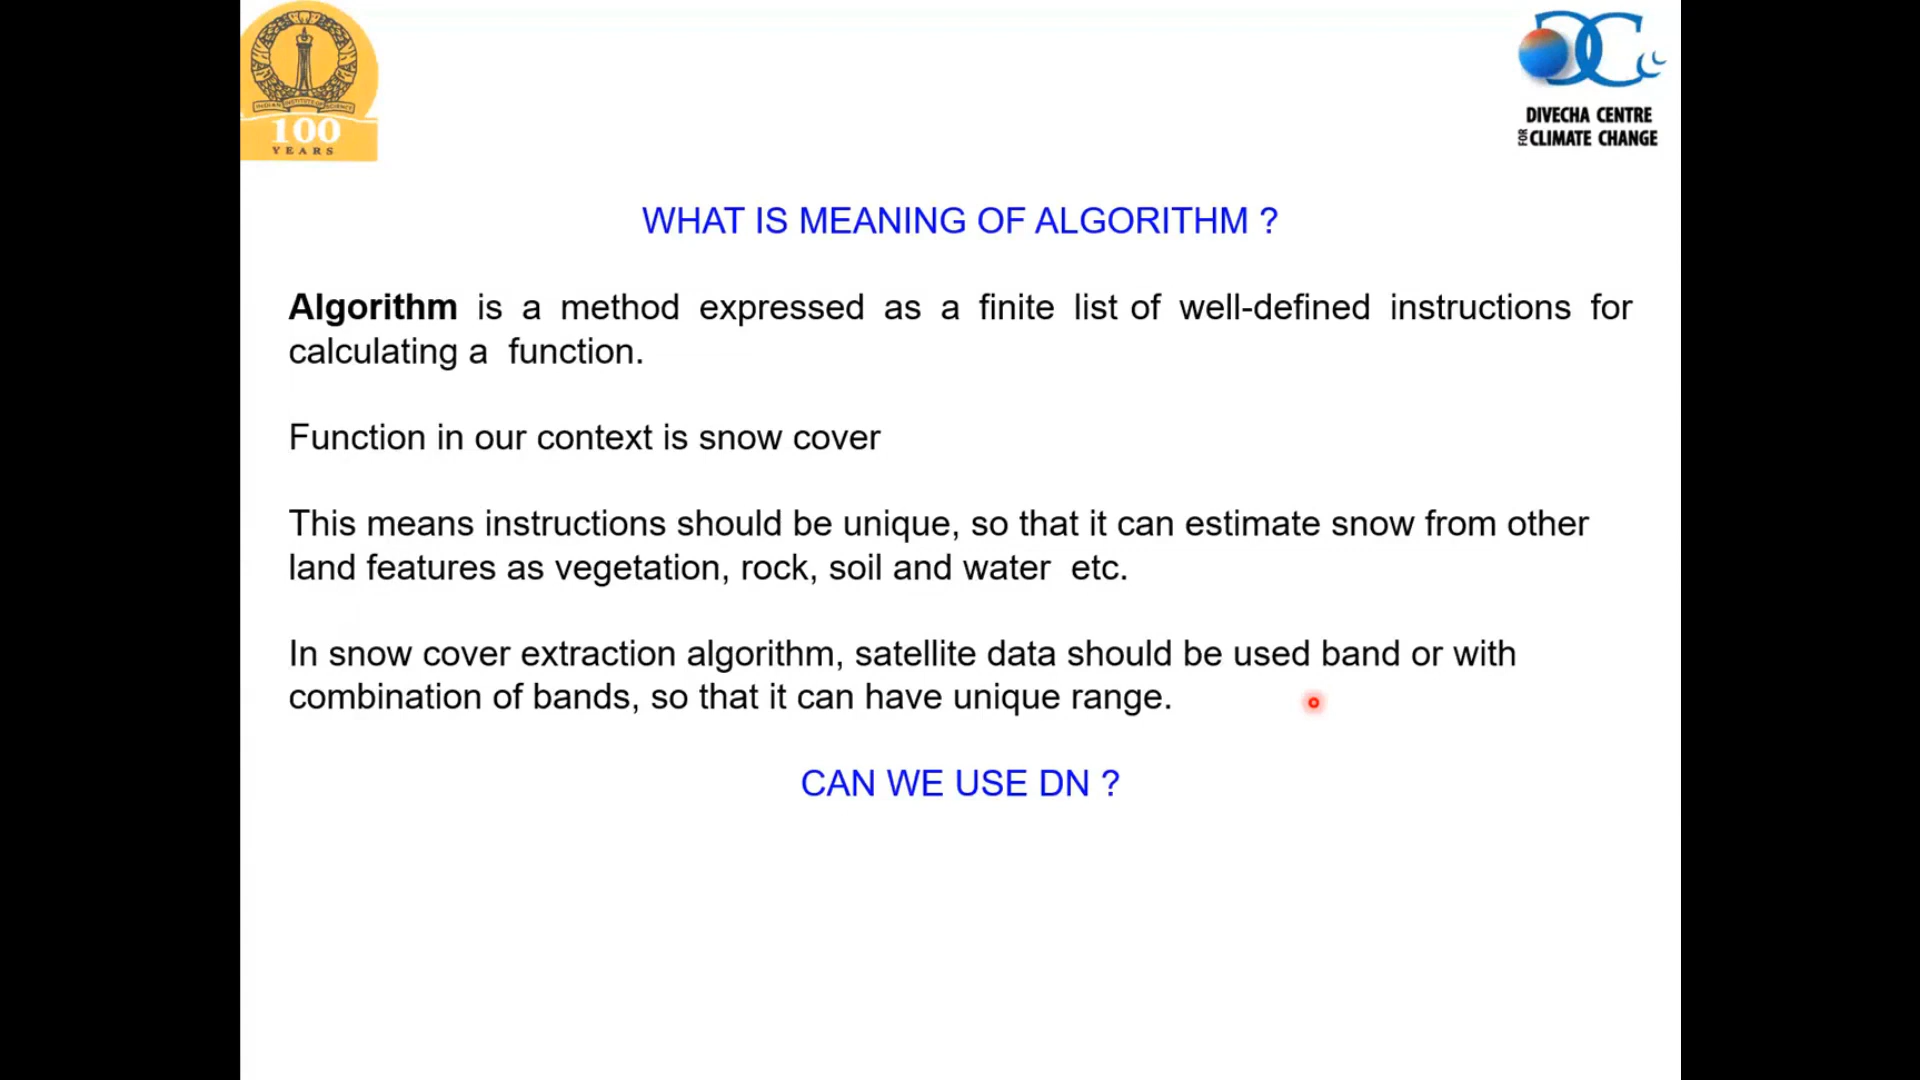 INDIAN INSTITUTE OF SCIENCE
100
YEARS
DIVECHA CENTRE
FOR CLIMATE CHANGE
WHAT IS MEANING OF ALGORITHM ?
Algorithm is a method expressed as a finite list of well-defined instructions for
calculating a function.
Function in our context is snow cover
This means instructions should be unique, so that it can estimate snow from other
land features as vegetation, rock, soil and water etc.
In snow cover extraction algorithm, satellite data should be used band or with
combination of bands, so that it can have unique range.
CAN WE USE DN ?